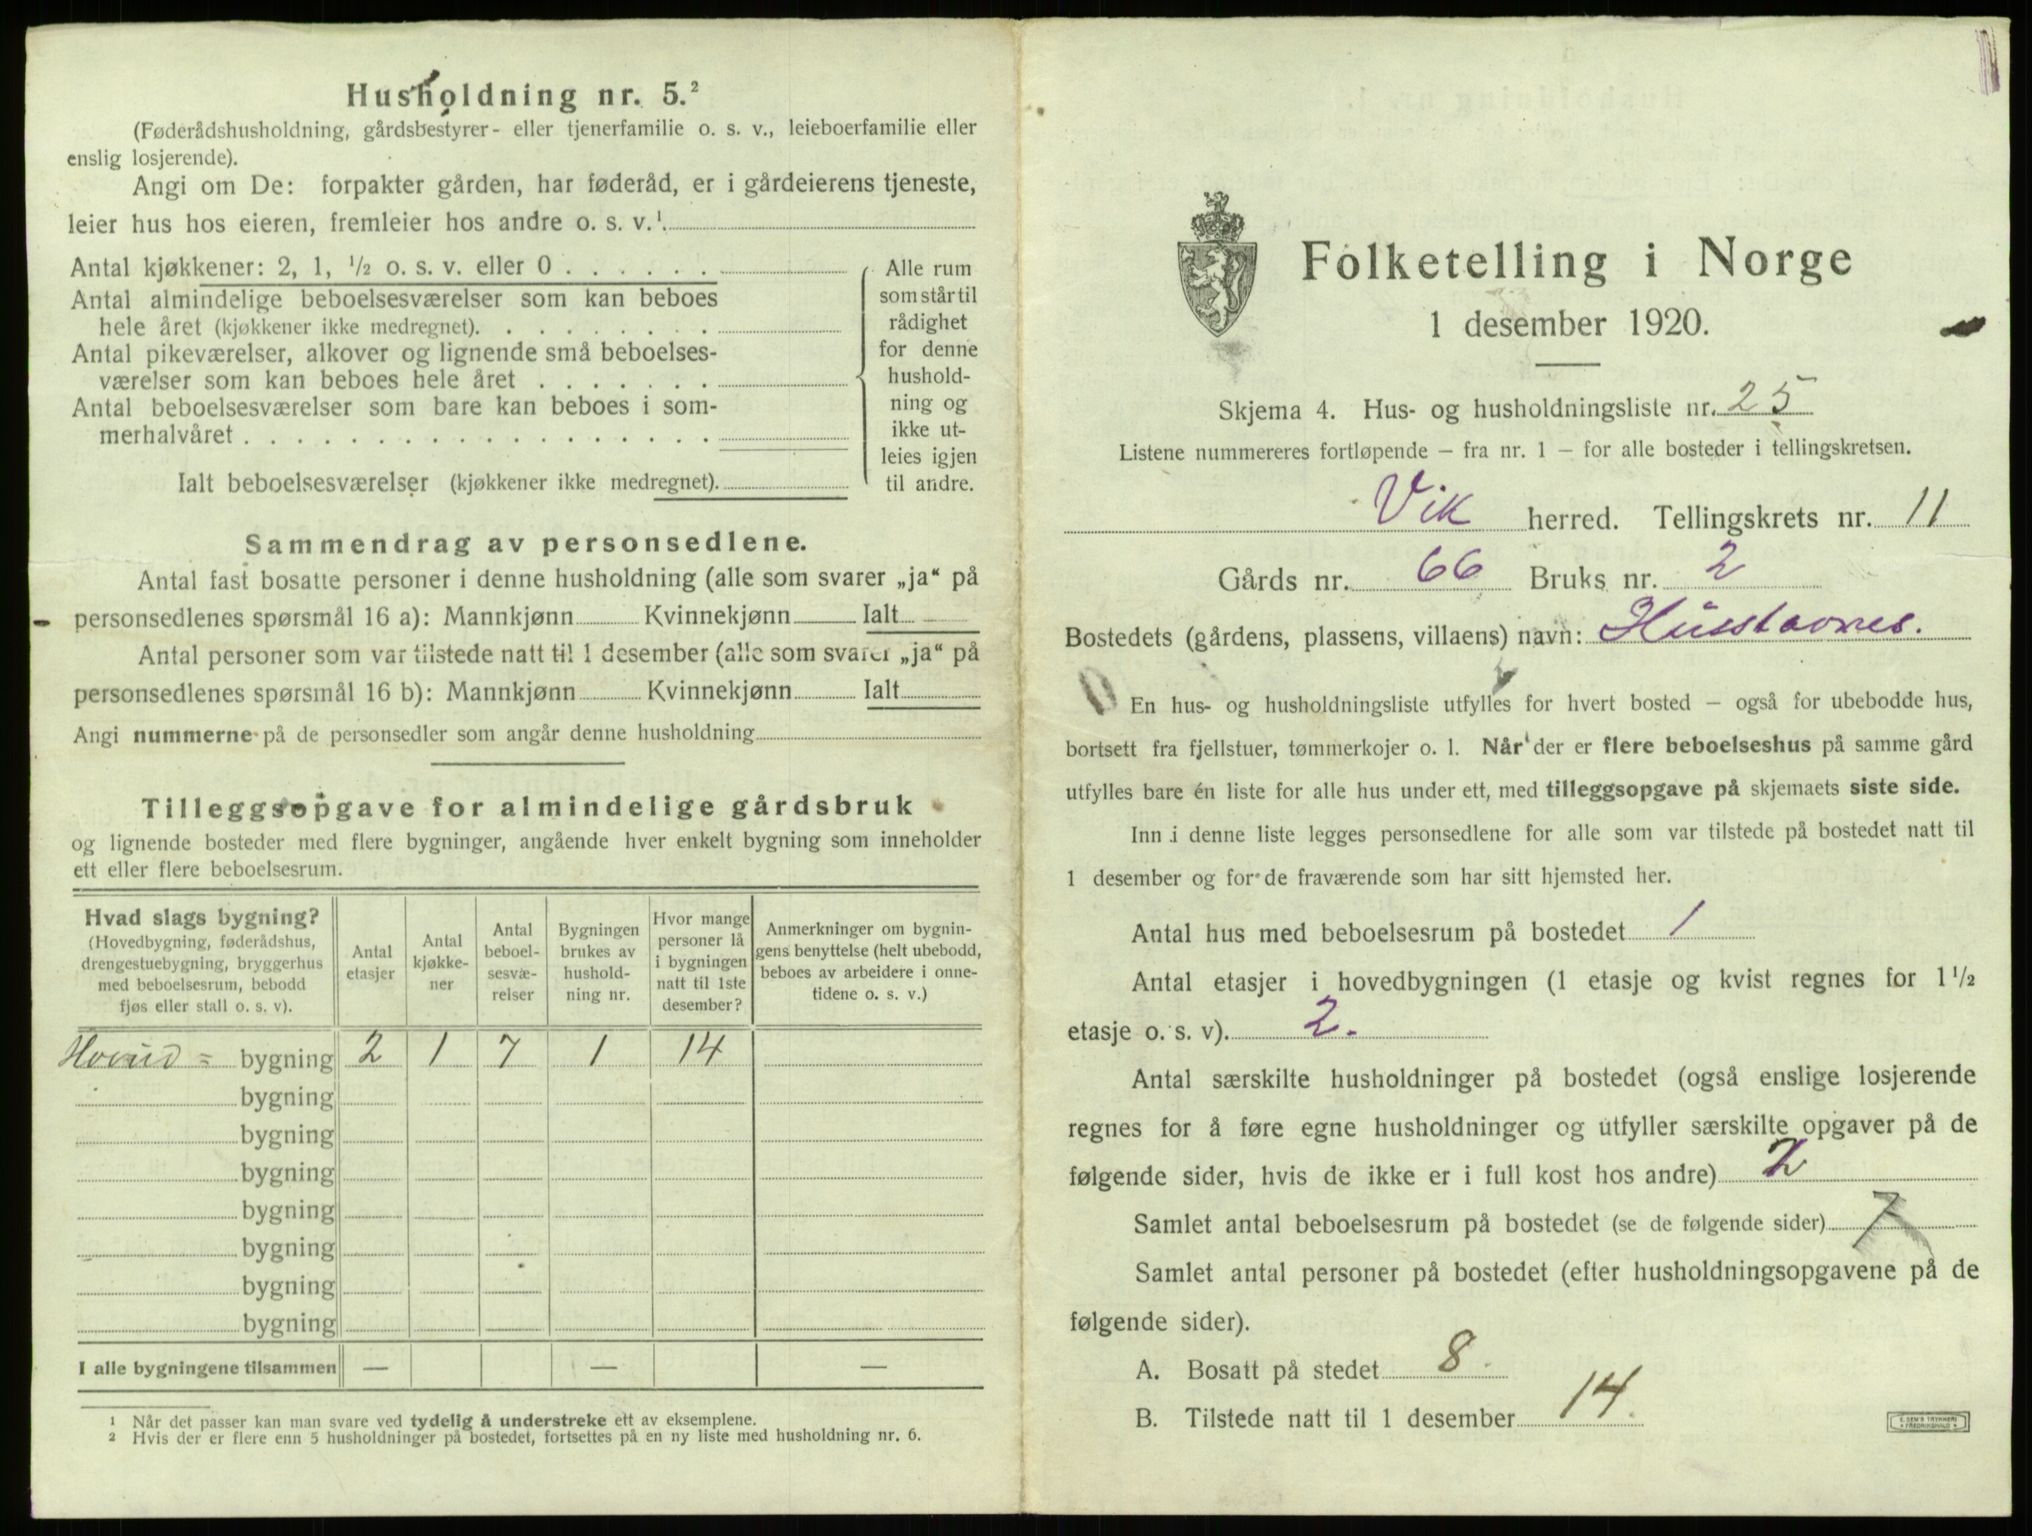 Husholdning nr. 5.²
(Føderådshusholdning, gårdsbestyrer- eller tjenerfamilie o. s. v., leieboerfamilie eller
enslig losjerende).
Angi om De: forpakter gården, har føderåd, er i gårdeierens tjeneste,
leier hus hos eieren, fremleier hos andre o. s. v.¹.
Antal kjøkkener: 2, 1, ½ o. s. v. eller 0 . . . . . .
Antal almindelige beboelsesværelser som kan beboes
hele året (kjøkkener ikke medregnet). . . . . . . . .
Antal pikeværelser, alkover og lignende små beboelses-
værelser som kan beboes hele året . . . . . . .
Antal beboelsesværelser som bare kan beboes i som-
merhalvåret . . . . . . . . . . . . . . . . . .
Ialt beboelsesværelser (kjøkkener ikke medregnet).
Alle rum
som står til
rådighet
for denne
hushold-
ning og
ikke ut-
leies igjen
til andre.
Sammendrag av personsedlene.
Antal fast bosatte personer i denne husholdning (alle som svarer „ja“ på
personsedlenes spørsmål 16 a): Mannkjønn Kvinnekjønn Ialt
Antal personer som var tilstede natt til 1 desember (alle som svarer „ja“ på
personsedlenes spørsmål 16 b): Mannkjønn Kvinnekjønn Ialt
Angi nummerne på de personsedler som angår denne husholdning
Tilleggsopgave for almindelige gårdsbruk
og lignende bosteder med flere bygninger, angående hver enkelt bygning som inneholder
ett eller flere beboelsesrum.
Hvad slags bygning?
(Hovedbygning, føderådshus,
drengestuebygning, bryggerhus
med beboelsesrum, bebodd
fjøs eller stall o. s. v).
Antal
etasjer
Antal
kjøkke-
ner
Antal
beboel-
sesvæ-
relser
Bygningen
brukes av
hushold-
ning nr.
Hvor mange
personer lå
i bygningen
natt til 1ste
desember?
Anmerkninger om bygnin-
gens benyttelse (helt ubebodd,
beboes av arbeidere i onne-
tidene o. s. v.)
Hovud= bygning 2 1 7 1 14
bygning
bygning
bygning
bygning
bygning
bygning
bygning
I alle bygningene tilsammen — — —
¹ Når det passer kan man svare ved tydelig å understreke ett av eksemplene.
² Hvis der er flere enn 5 husholdninger på bostedet, fortsettes på en ny liste med husholdning nr. 6.
Folketelling i Norge
1 desember 1920.
Skjema 4. Hus- og husholdningsliste nr. 25
Listene nummereres fortløpende – fra nr. 1 – for alle bosteder i tellingskretsen.
Vik herred. Tellingskrets nr. 11
Gårds nr. 66 Bruks nr. 2
Bostedets (gårdens, plassens, villaens) navn: Husstavnes.
En hus- og husholdningsliste utfylles for hvert bosted – også for ubebodde hus,
bortsett fra fjellstuer, tømmerkojer o. l. Når der er flere beboelseshus på samme gård
utfylles bare én liste for alle hus under ett, med tilleggsopgave på skjemaets siste side.
Inn i denne liste legges personsedlene for alle som var tilstede på bostedet natt til
1 desember og for de fraværende som har sitt hjemsted her.
Antal hus med beboelsesrum på bostedet 1
Antal etasjer i hovedbygningen (1 etasje og kvist regnes for 1 ½
etasje o. s. v). 2.
Antal særskilte husholdninger på bostedet (også enslige losjerende
regnes for å føre egne husholdninger og utfyller særskilte opgaver på de
følgende sider, hvis de ikke er i full kost hos andre) 2
Samlet antal beboelsesrum på bostedet (se de følgende sider) 7
Samlet antal personer på bostedet (efter husholdningsopgavene på de
følgende sider).
A. Bosatt på stedet 8.
B. Tilstede natt til 1 desember 14.
E. SEM'S TRYKKERI
FREDRIKSHALD